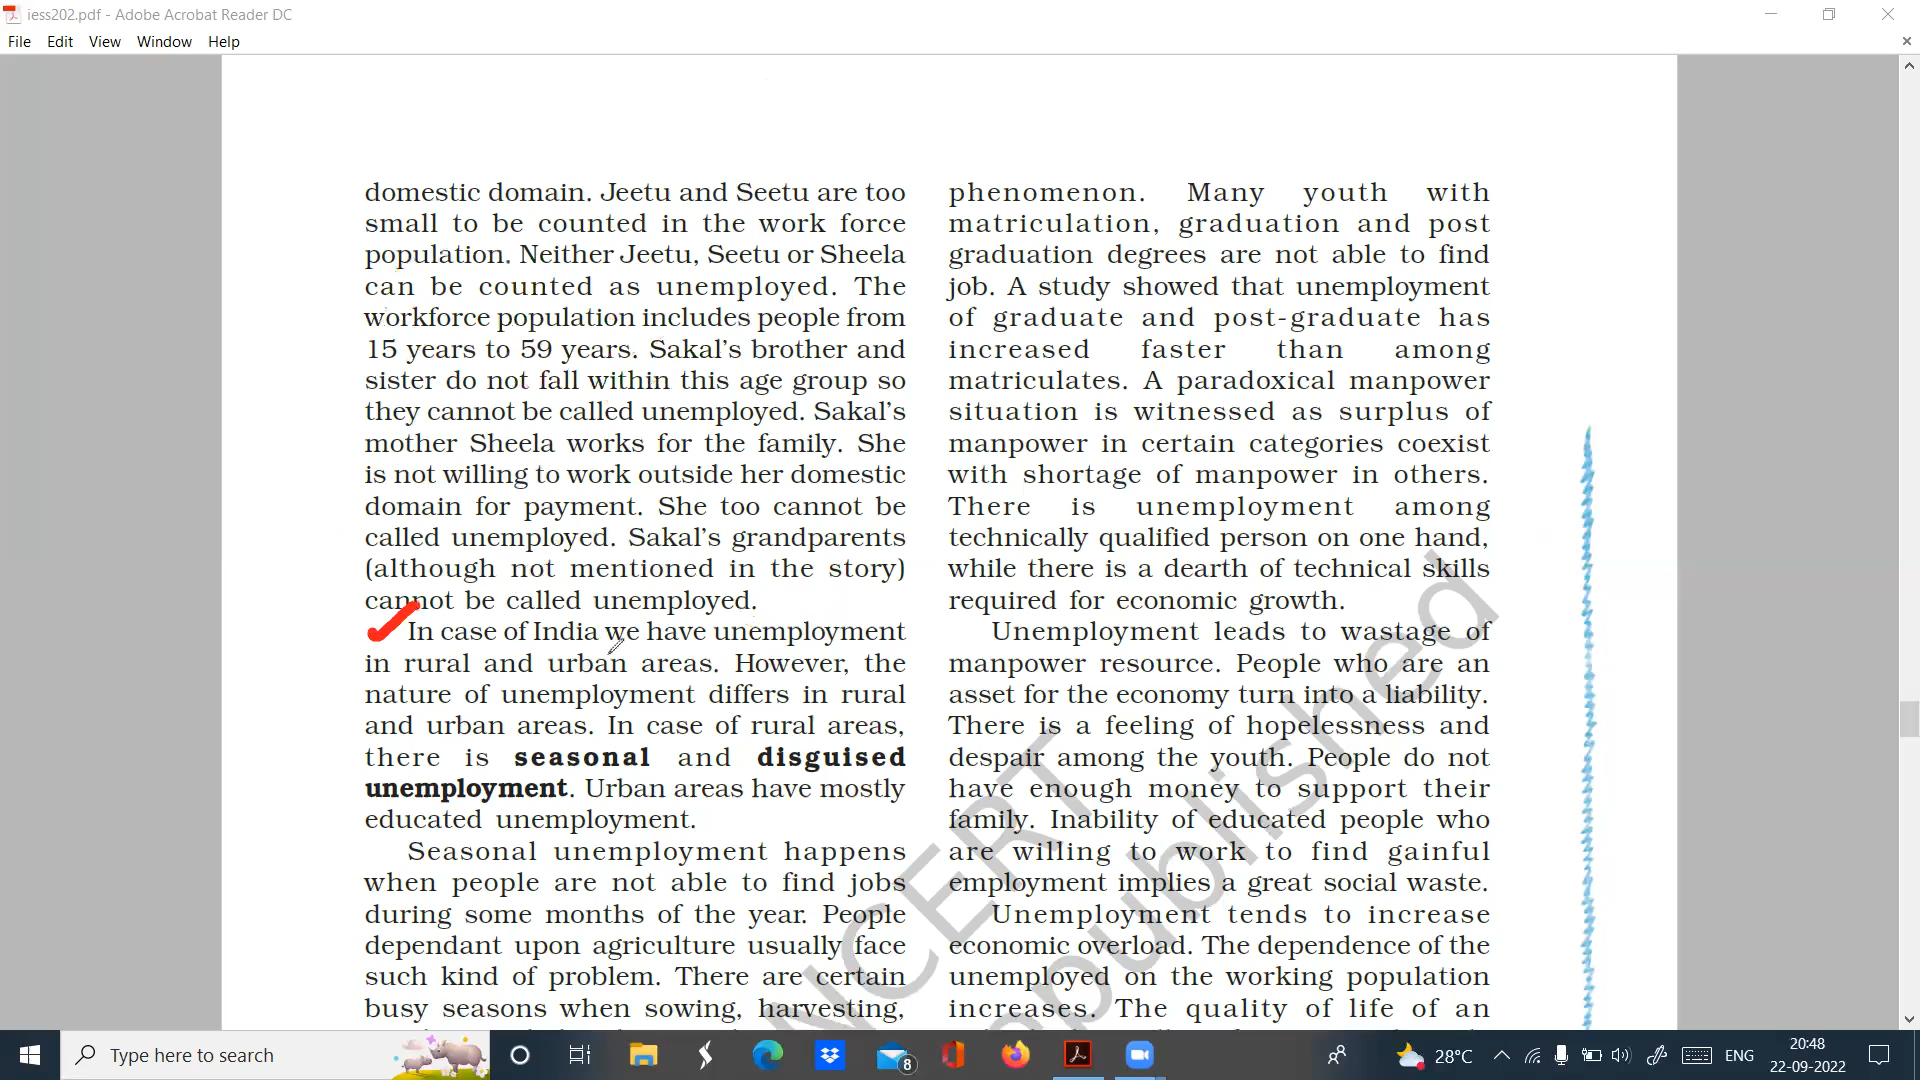 iess202.pdf - Adobe Acrobat Reader DC
File Edit View Window Help
domestic domain. Jeetu and Seetu are too
small to be counted in the work force
population. Neither Jeetu, Seetu or Sheela
can be counted as unemployed. The
workforce population includes people from
15 years to 59 years. Sakal’s brother and
sister do not fall within this age group so
they cannot be called unemployed. Sakal’s
mother Sheela works for the family. She
is not willing to work outside her domestic
domain for payment. She too cannot be
called unemployed. Sakal’s grandparents
(although not mentioned in the story)
cannot be called unemployed.
In case of India we have unemployment
in rural and urban areas. However, the
nature of unemployment differs in rural
and urban areas. In case of rural areas,
there is seasonal and disguised
unemployment. Urban areas have mostly
educated unemployment.
Seasonal unemployment happens
when people are not able to find jobs
during some months of the year. People
dependant upon agriculture usually face
such kind of problem. There are certain
busy seasons when sowing, harvesting,
phenomenon. Many youth with
matriculation, graduation and post
graduation degrees are not able to find
job. A study showed that unemployment
of graduate and post-graduate has
increased faster than among
matriculates. A paradoxical manpower
situation is witnessed as surplus of
manpower in certain categories coexist
with shortage of manpower in others.
There is unemployment among
technically qualified person on one hand,
while there is a dearth of technical skills
required for economic growth.
Unemployment leads to wastage of
manpower resource. People who are an
asset for the economy turn into a liability.
There is a feeling of hopelessness and
despair among the youth. People do not
have enough money to support their
family. Inability of educated people who
are willing to work to find gainful
employment implies a great social waste.
Unemployment tends to increase
economic overload. The dependence of the
unemployed on the working population
increases. The quality of life of an
NCERT
published
Type here to search
8
28°C
ENG
20:48
22-09-2022